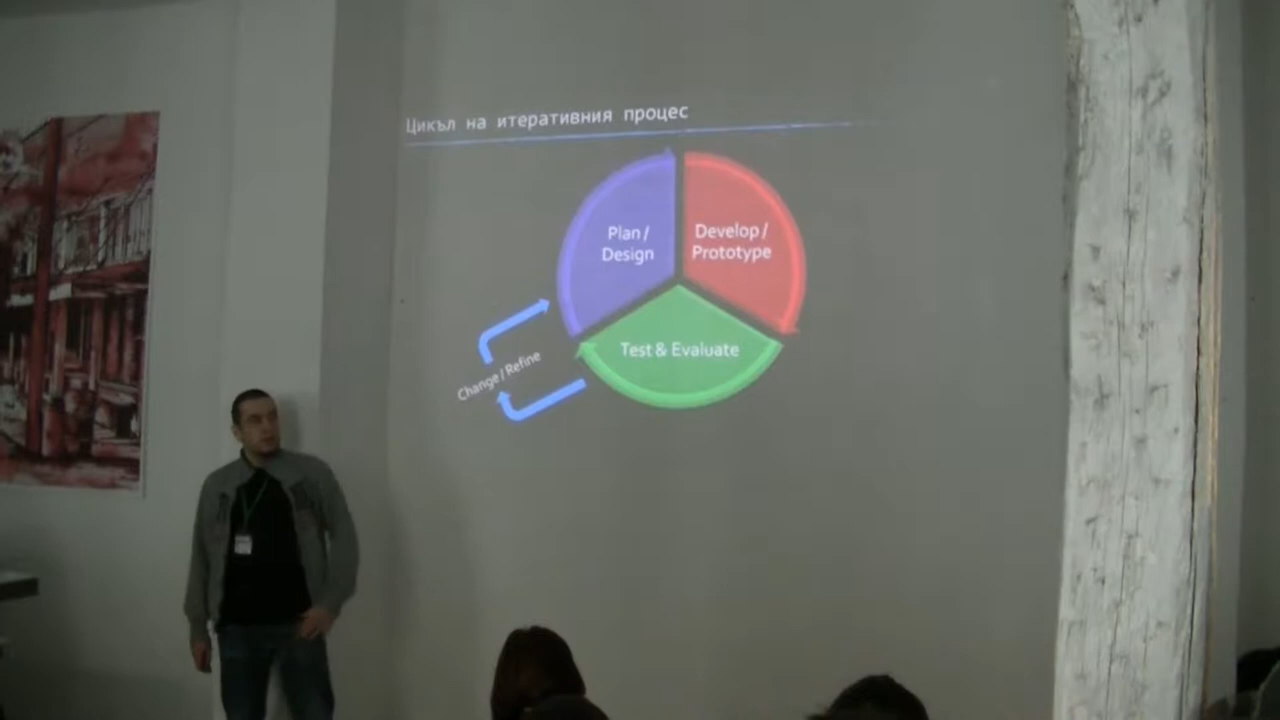 Цикъл на итеративния процес
Plan /
Design
Develop /
Prototype
Test & Evaluate
Change / Refine